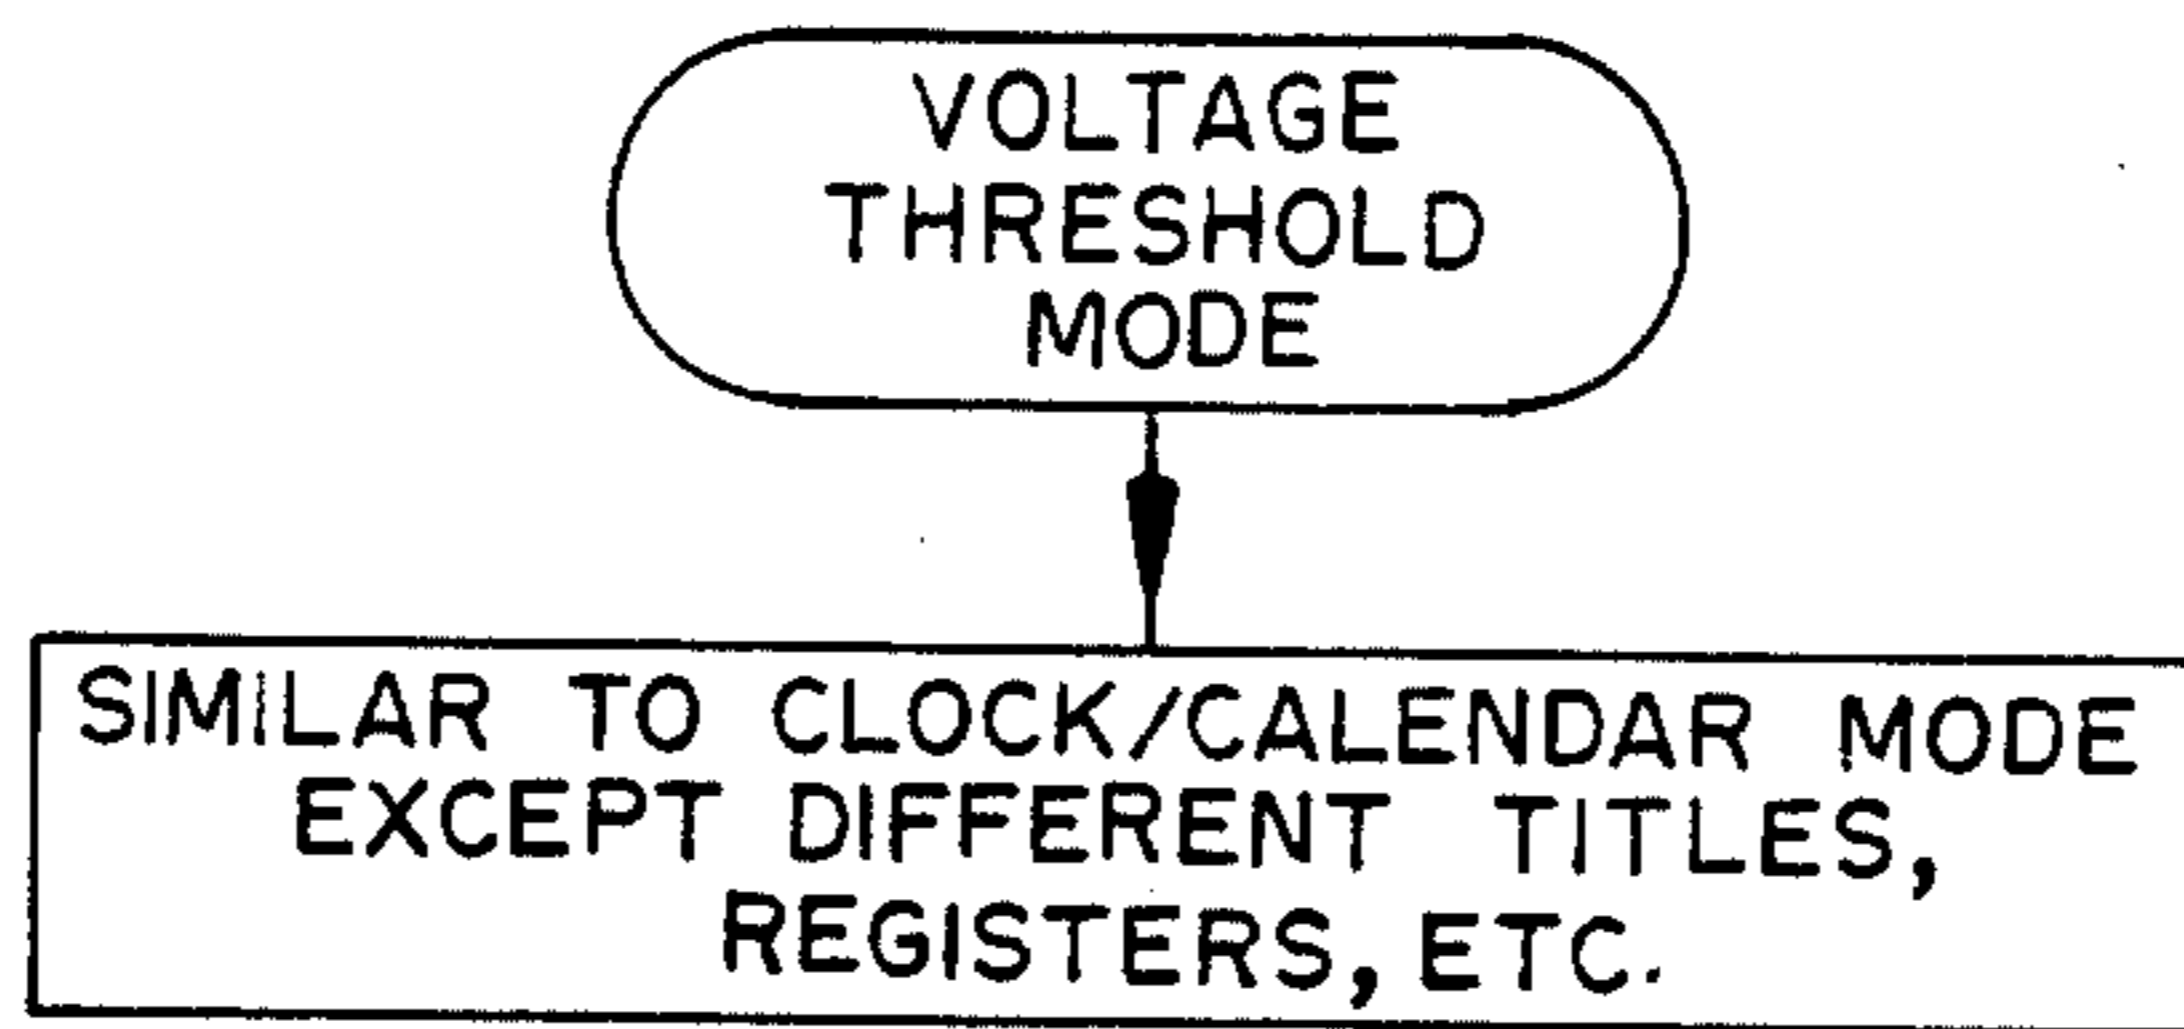 VOLTAGE
THRESHOLD
MODE
SIMILAR TO CLOCK/CALENDAR MODE
EXCEPT DIFFERENT TITLES,
REGISTERS, ETC.